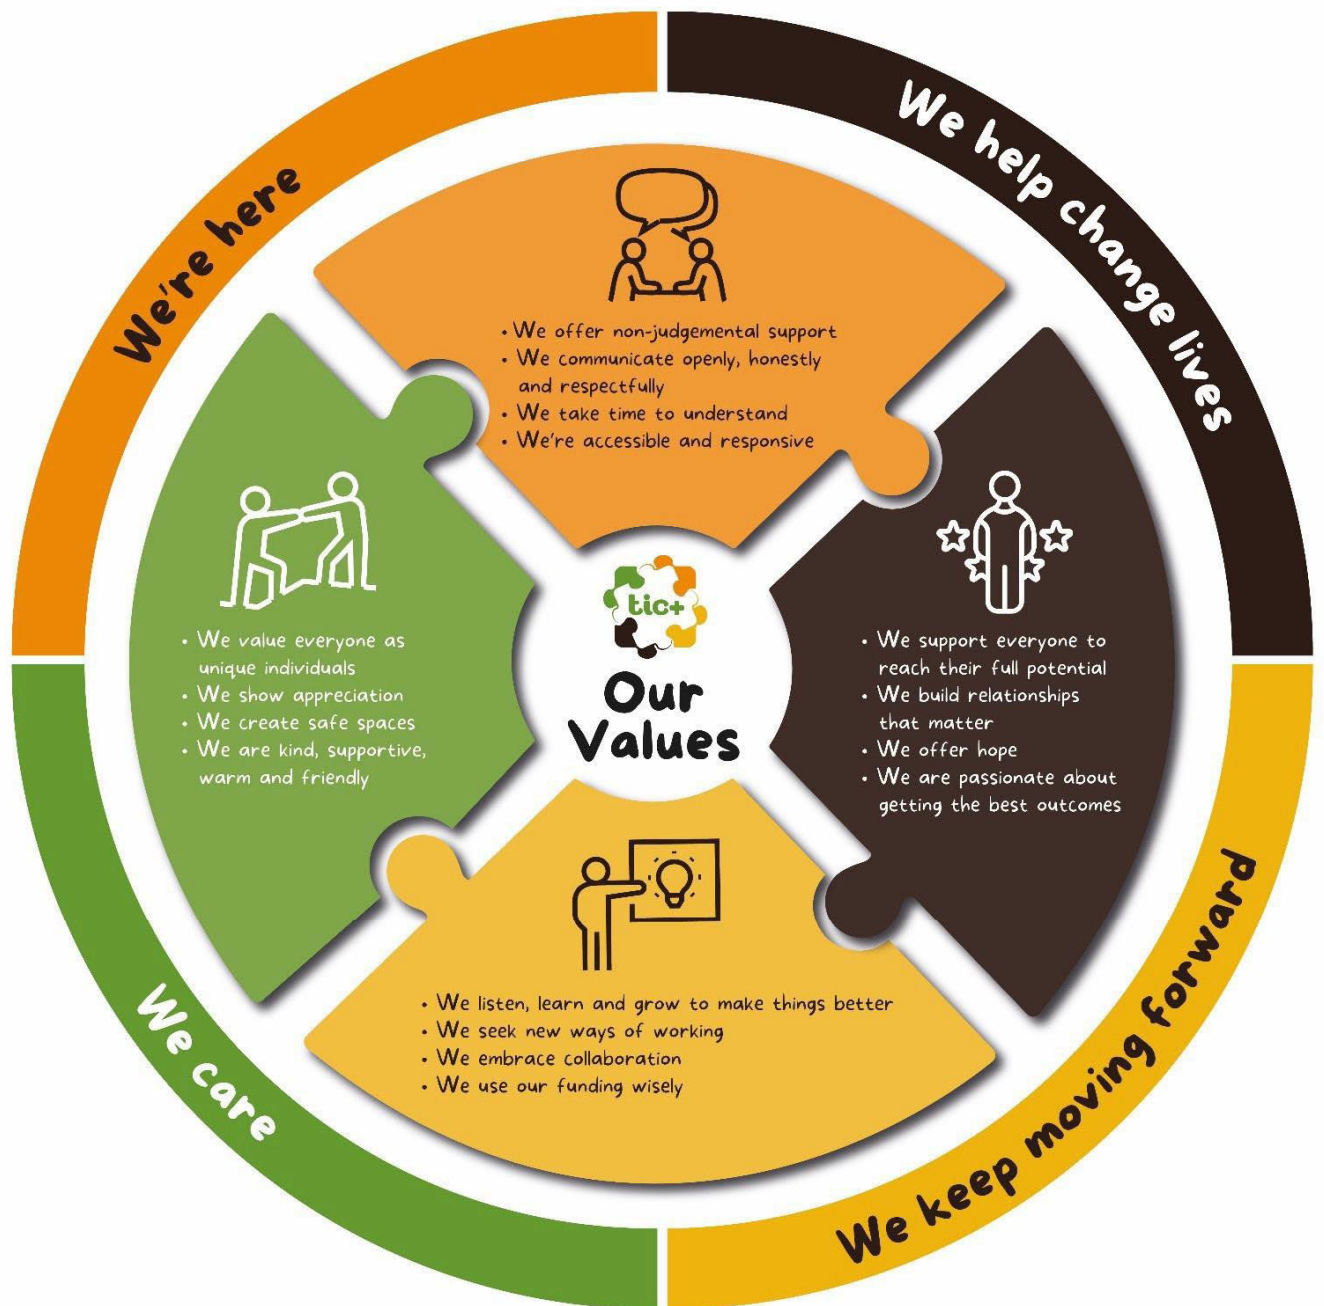 We're here
We help change lives
• We offer non-judgemental support
• We communicate openly, honestly
and respectfully
• We take time to understand
• We're accessible and responsive
• We value everyone as
unique individuals
• We show appreciation
• We create safe spaces
• We are kind, supportive,
warm and friendly
tic+
Our
Values
• We support everyone to
reach their full potential
• We build relationships
that matter
• We offer hope
• We are passionate about
getting the best outcomes
• We listen, learn and grow to make things better
• We seek new ways of working
• We embrace collaboration
• We use our funding wisely
We care
We keep moving forward